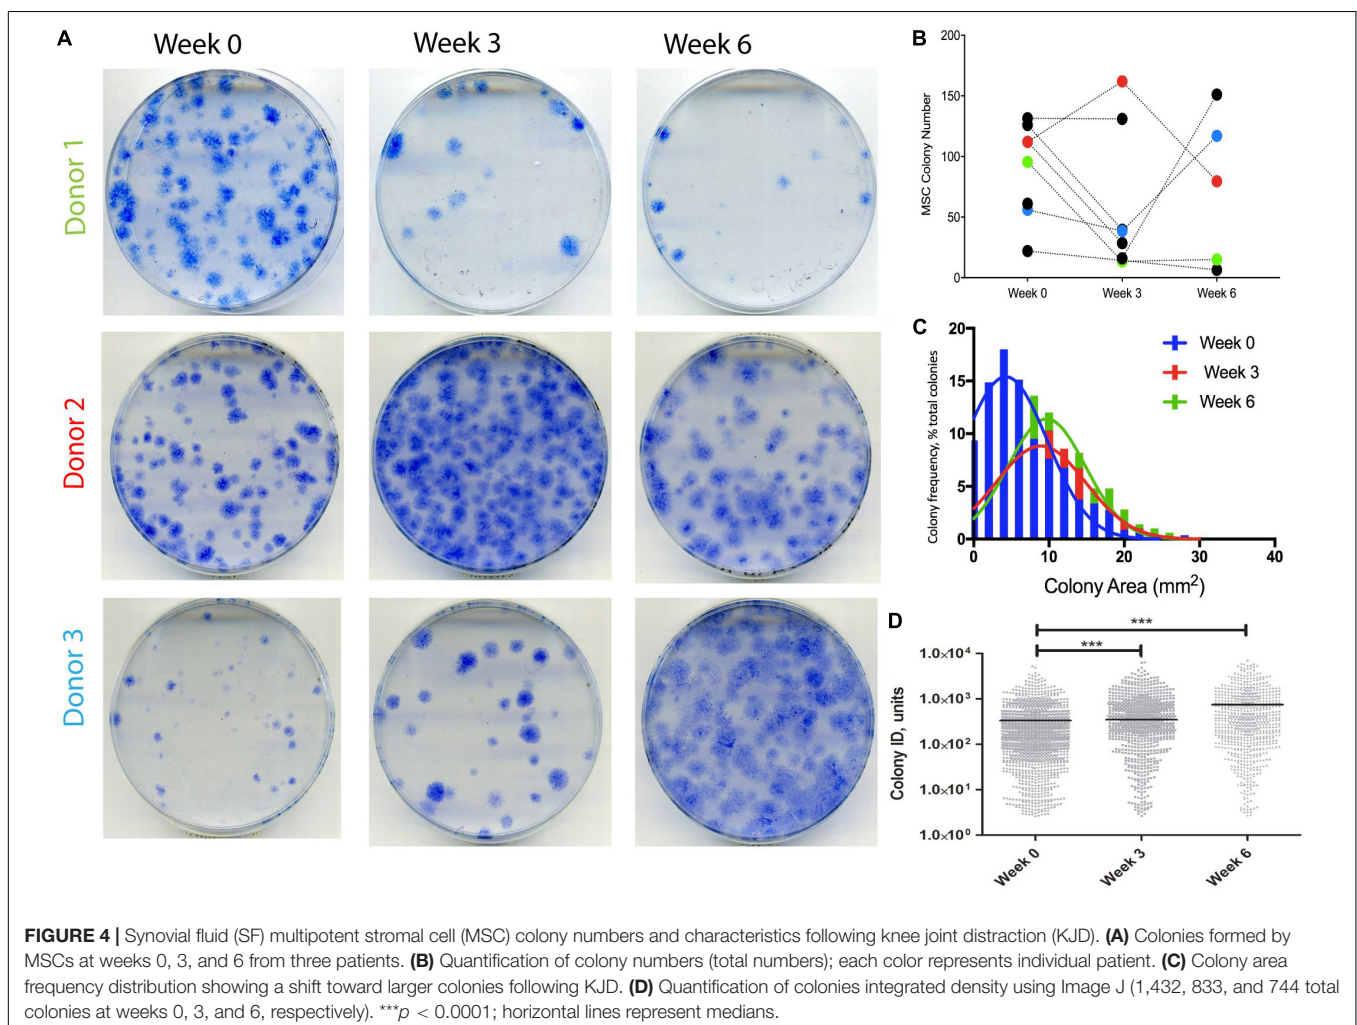 A
Week 0
Week 3
Week 6
Donor 1
Donor 2
Donor 3
B
200
150
100
50
0
MSC Colony Number
Week 0
Week 3
Week 6
C
20
15
10
5
0
Colony frequency, % total colonies
Week 0
Week 3
Week 6
0
10
20
30
40
Colony Area (mm²)
D
***
***
1.0×10⁴
1.0×10³
1.0×10²
1.0×10¹
1.0×10⁰
Colony ID, units
Week 0
Week 3
Week 6
FIGURE 4 | Synovial fluid (SF) multipotent stromal cell (MSC) colony numbers and characteristics following knee joint distraction (KJD). (A) Colonies formed by
MSCs at weeks 0, 3, and 6 from three patients. (B) Quantification of colony numbers (total numbers); each color represents individual patient. (C) Colony area
frequency distribution showing a shift toward larger colonies following KJD. (D) Quantification of colonies integrated density using Image J (1,432, 833, and 744 total
colonies at weeks 0, 3, and 6, respectively). ***p < 0.0001; horizontal lines represent medians.